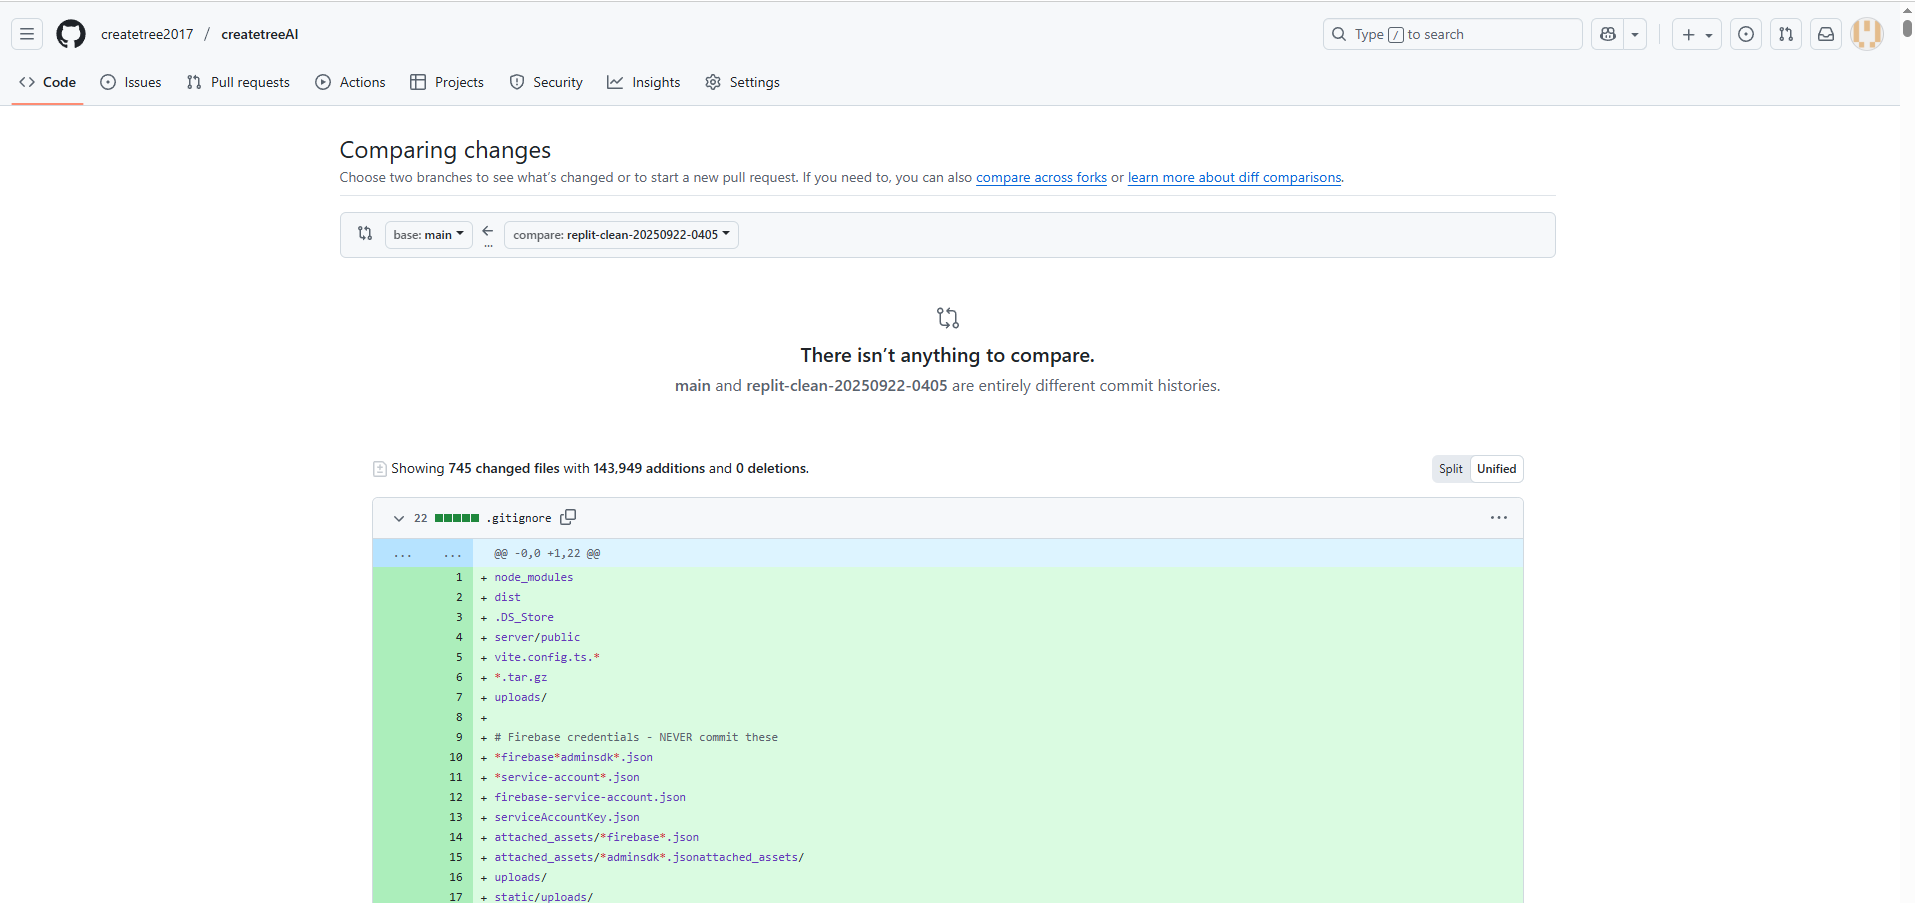 createtree2017 / createtreeAI
Type / to search
Code Issues Pull requests Actions Projects Security Insights Settings
Comparing changes
Choose two branches to see what's changed or to start a new pull request. If you need to, you can also compare across forks or learn more about diff comparisons.
base: main
...
compare: replit-clean-20250922-0405
There isn't anything to compare.
main and replit-clean-20250922-0405 are entirely different commit histories.
Showing 745 changed files with 143,949 additions and 0 deletions.
Split Unified
22 .gitignore
... ... @@ -0,0 +1,22 @@
1 + node_modules
2 + dist
3 + .DS_Store
4 + server/public
5 + vite.config.ts.*
6 + *.tar.gz
7 + uploads/
8 +
9 + # Firebase credentials - NEVER commit these
10 + *firebase*adminsdk*.json
11 + *service-account*.json
12 + firebase-service-account.json
13 + serviceAccountKey.json
14 + attached_assets/*firebase*.json
15 + attached_assets/*adminsdk*.jsonattached_assets/
16 + uploads/
17 + static/uploads/